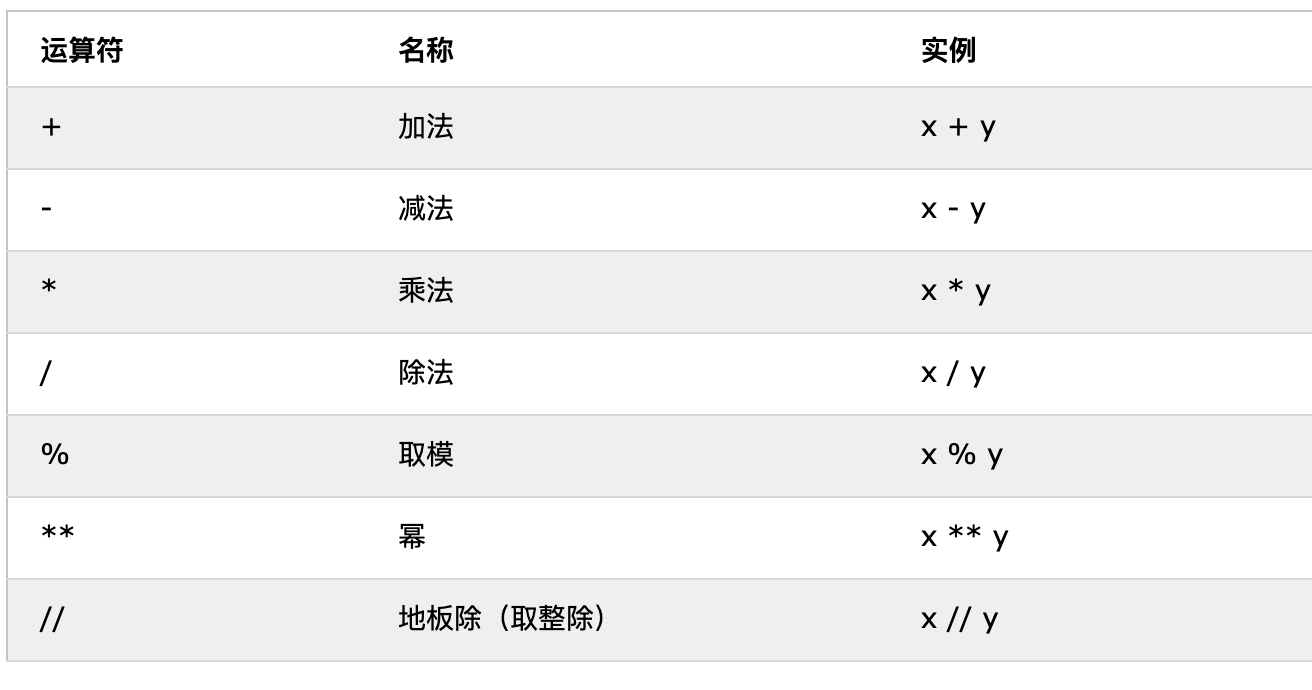 运算符 名称 实例
+ 加法 x + y
- 减法 x - y
* 乘法 x * y
/ 除法 x / y
% 取模 x % y
** 幂 x ** y
// 地板除（取整除） x // y